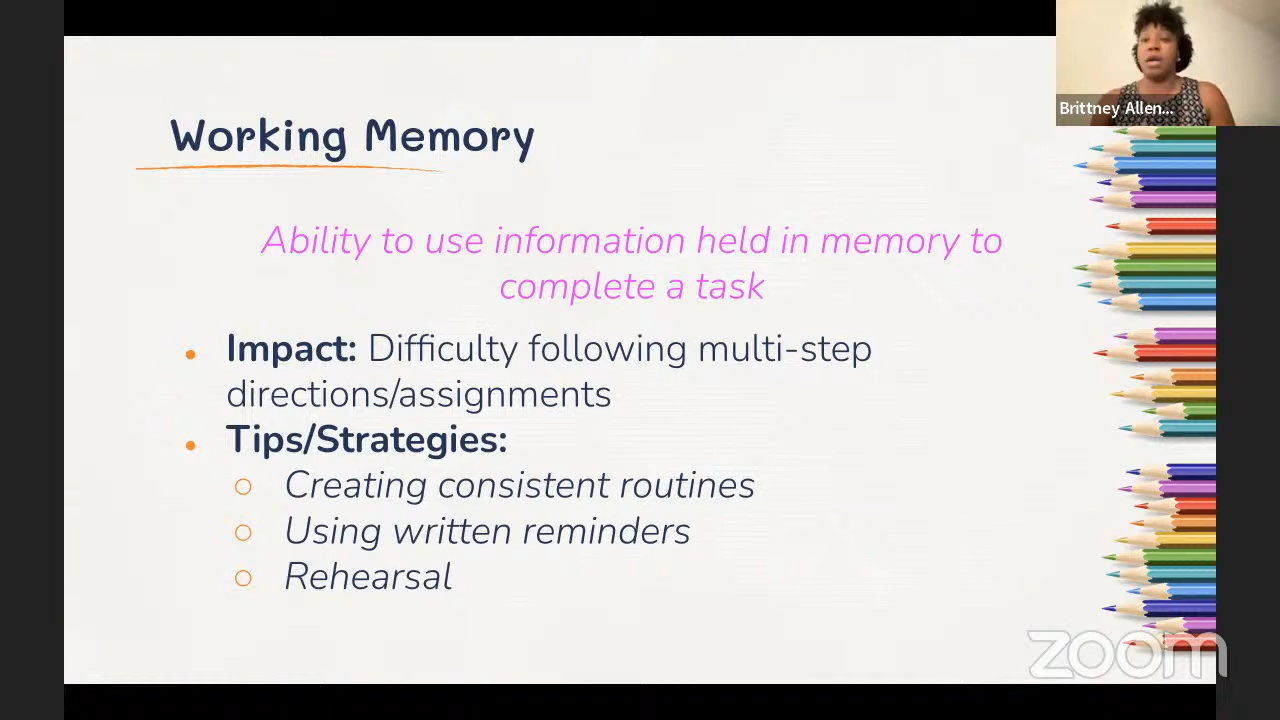 Brittney Allen...
Working Memory
Ability to use information held in memory to
complete a task
• Impact: Difficulty following multi-step
directions/assignments
• Tips/Strategies:
○ Creating consistent routines
○ Using written reminders
○ Rehearsal
zoom